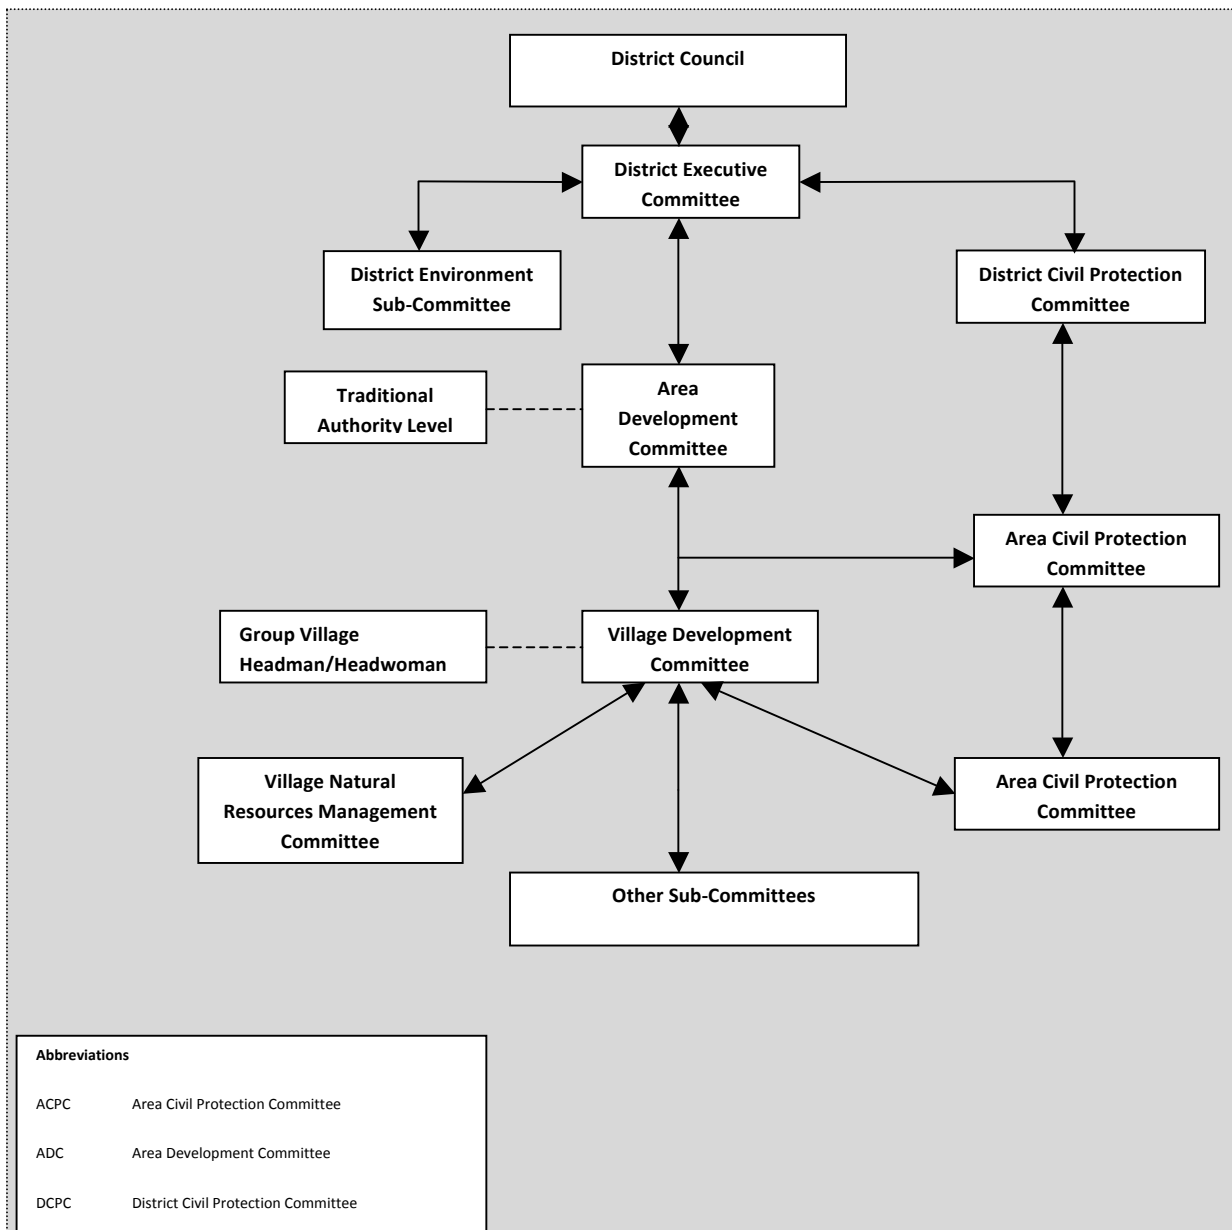 District Council
District Executive
Committee
District Environment
Sub-Committee
District Civil Protection
Committee
Traditional
Authority Level
Area
Development
Committee
Area Civil Protection
Committee
Group Village
Headman/Headwoman
Village Development
Committee
Village Natural
Resources Management
Committee
Area Civil Protection
Committee
Other Sub-Committees
Abbreviations
ACPC Area Civil Protection Committee
ADC Area Development Committee
DCPC District Civil Protection Committee